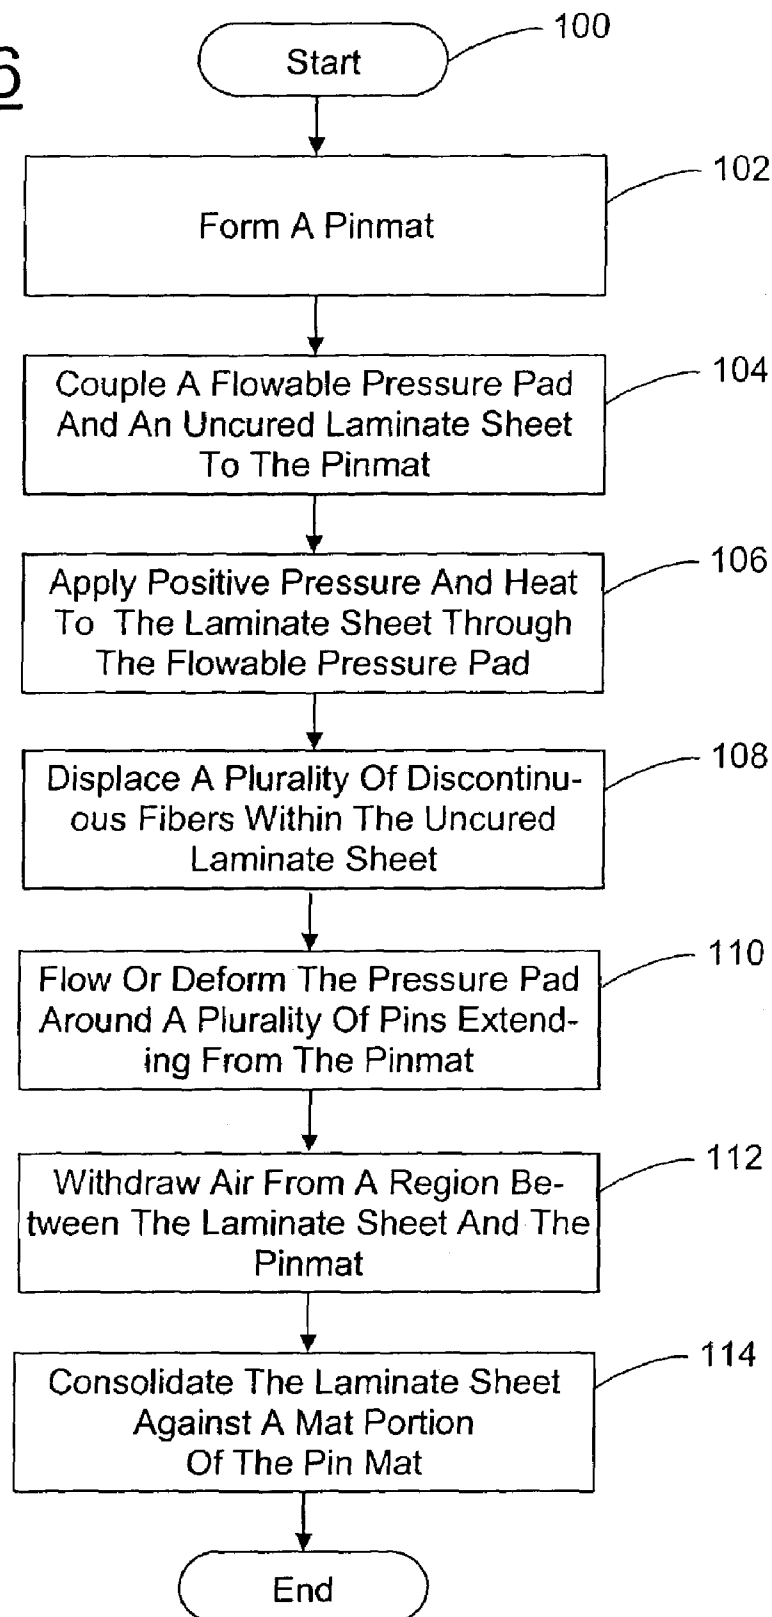 6
Start
100
Form A Pinmat
102
Couple A Flowable Pressure Pad
And An Uncured Laminate Sheet
To The Pinmat
104
Apply Positive Pressure And Heat
To The Laminate Sheet Through
The Flowable Pressure Pad
106
Displace A Plurality Of Discontinu-
ous Fibers Within The Uncured
Laminate Sheet
108
Flow Or Deform The Pressure Pad
Around A Plurality Of Pins Extend-
ing From The Pinmat
110
Withdraw Air From A Region Be-
tween The Laminate Sheet And The
Pinmat
112
Consolidate The Laminate Sheet
Against A Mat Portion
Of The Pin Mat
114
End